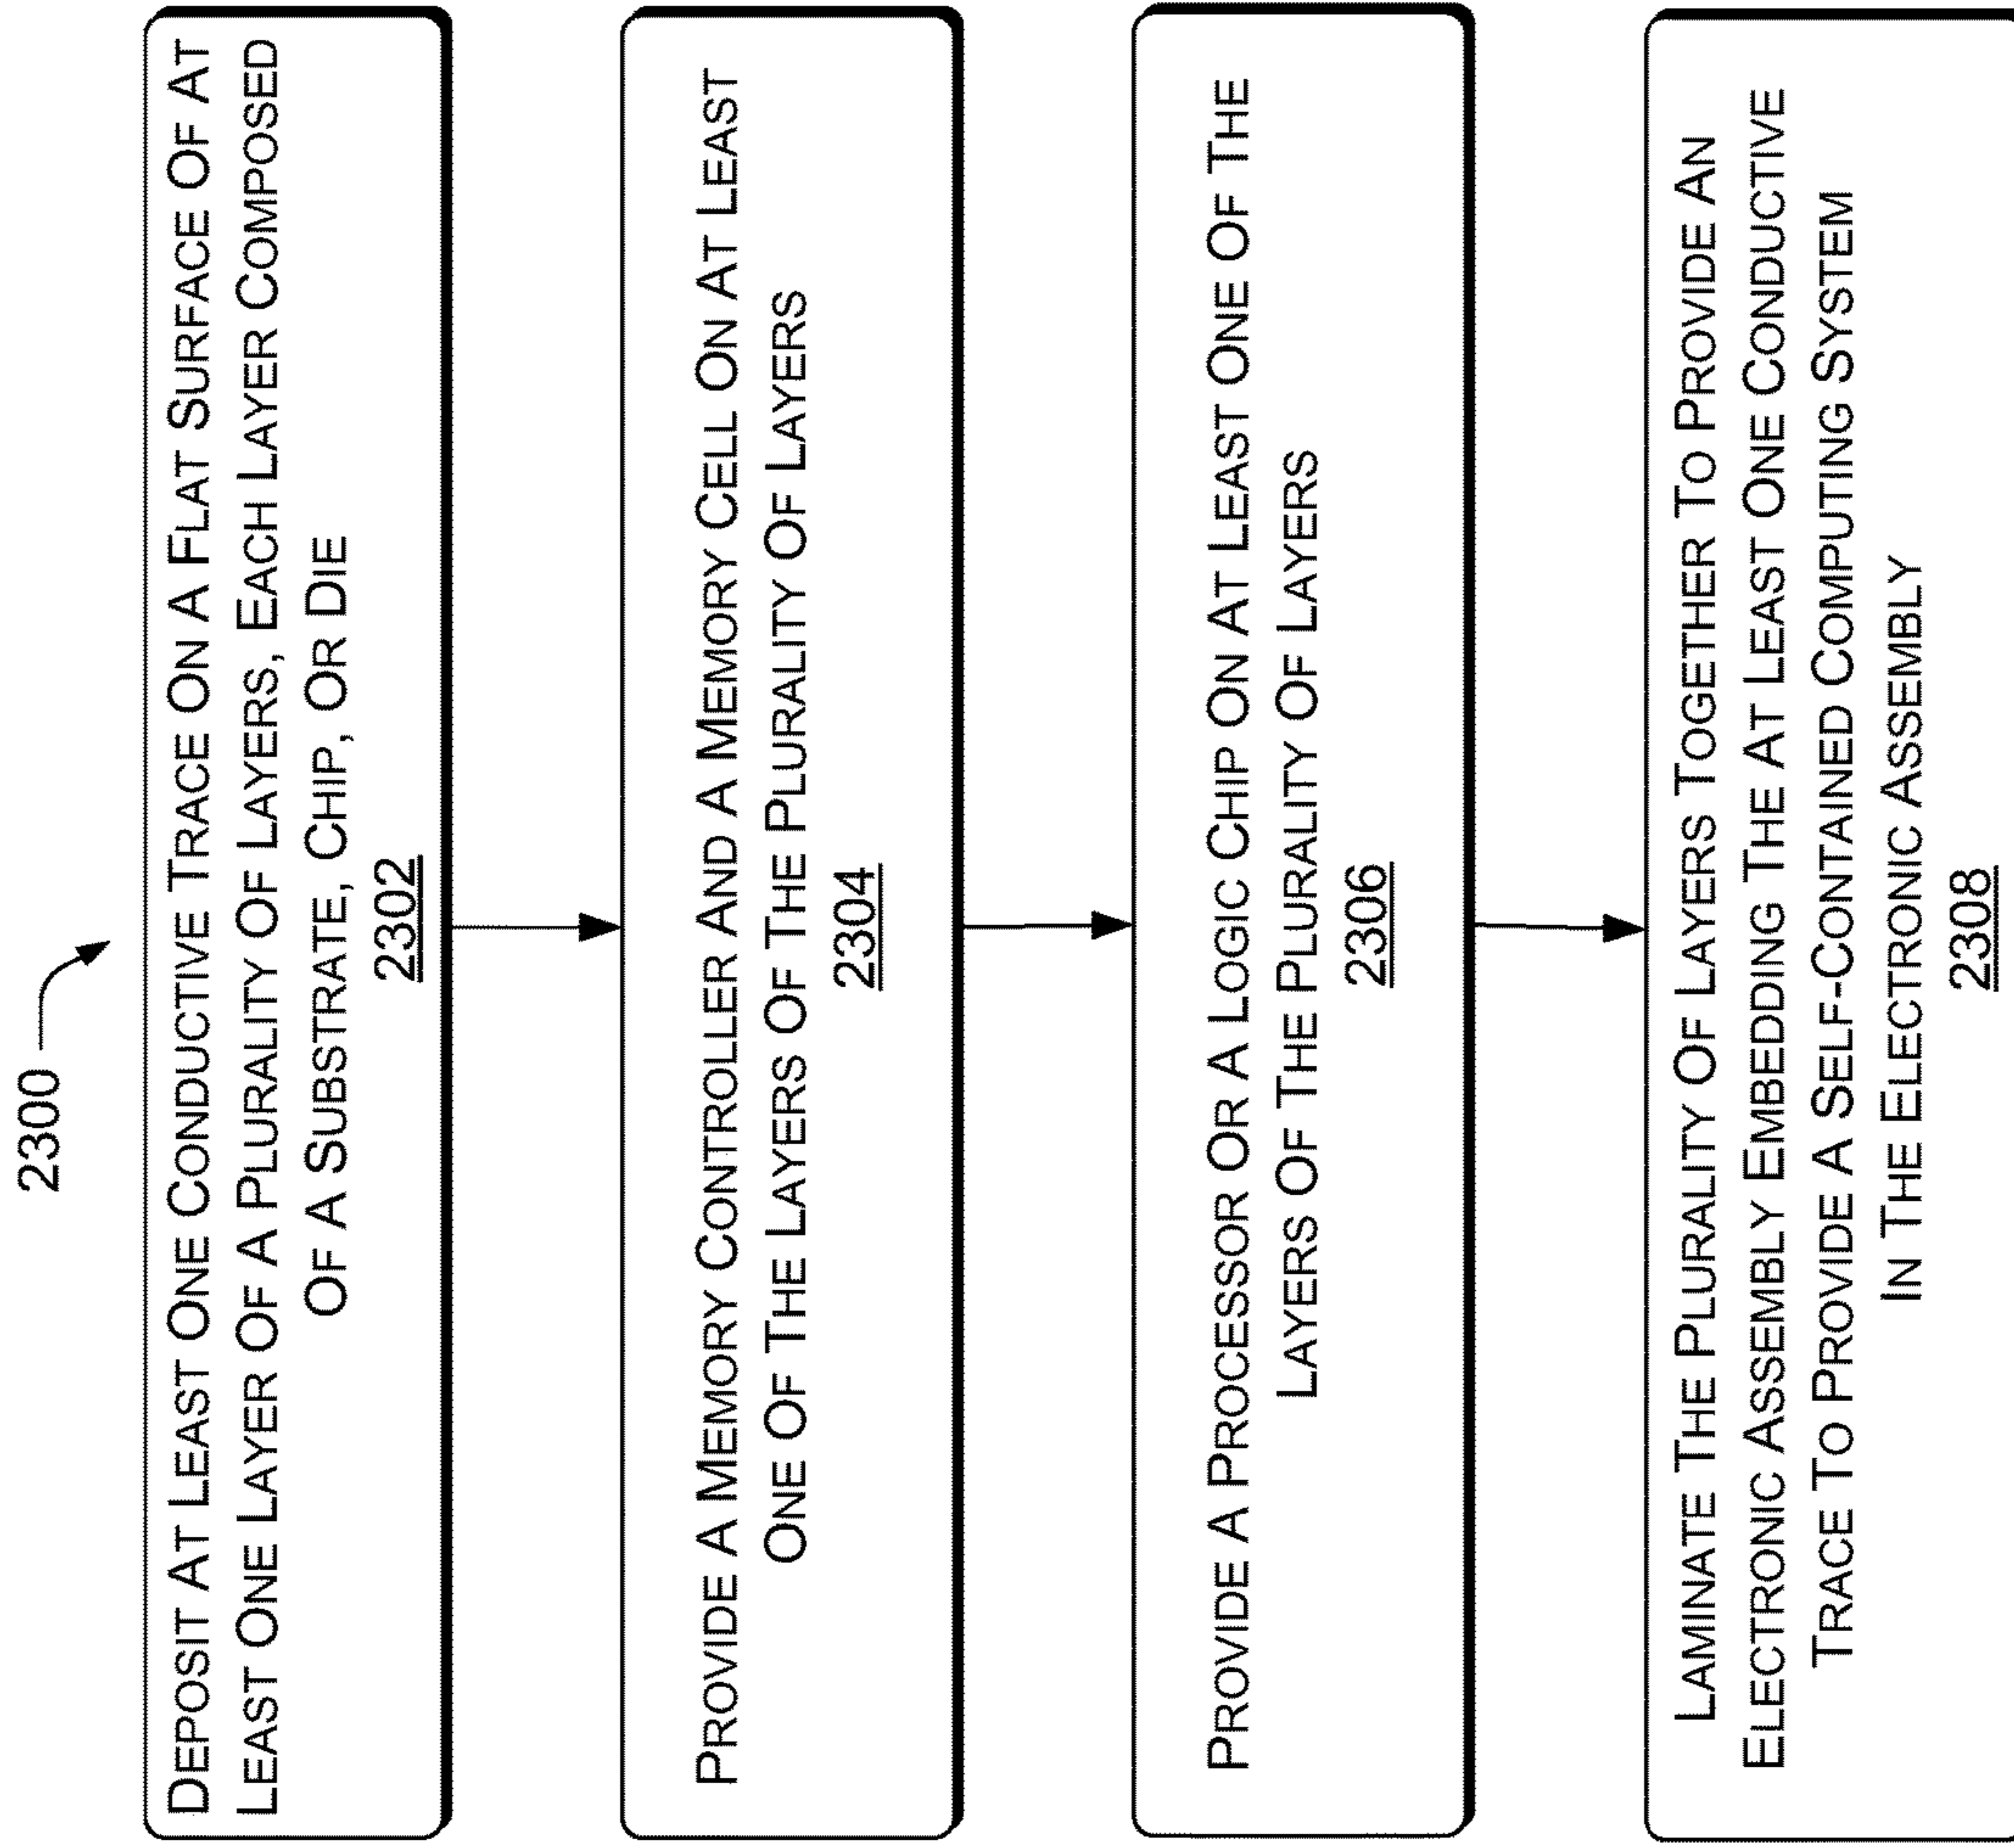 2300
DEPOSIT AT LEAST ONE CONDUCTIVE TRACE ON A FLAT SURFACE OF AT
LEAST ONE LAYER OF A PLURALITY OF LAYERS, EACH LAYER COMPOSED
OF A SUBSTRATE, CHIP, OR DIE
2302
PROVIDE A MEMORY CONTROLLER AND A MEMORY CELL ON AT LEAST
ONE OF THE LAYERS OF THE PLURALITY OF LAYERS
2304
PROVIDE A PROCESSOR OR A LOGIC CHIP ON AT LEAST ONE OF THE
LAYERS OF THE PLURALITY OF LAYERS
2306
LAMINATE THE PLURALITY OF LAYERS TOGETHER TO PROVIDE AN
ELECTRONIC ASSEMBLY EMBEDDING THE AT LEAST ONE CONDUCTIVE
TRACE TO PROVIDE A SELF-CONTAINED COMPUTING SYSTEM
IN THE ELECTRONIC ASSEMBLY
2308